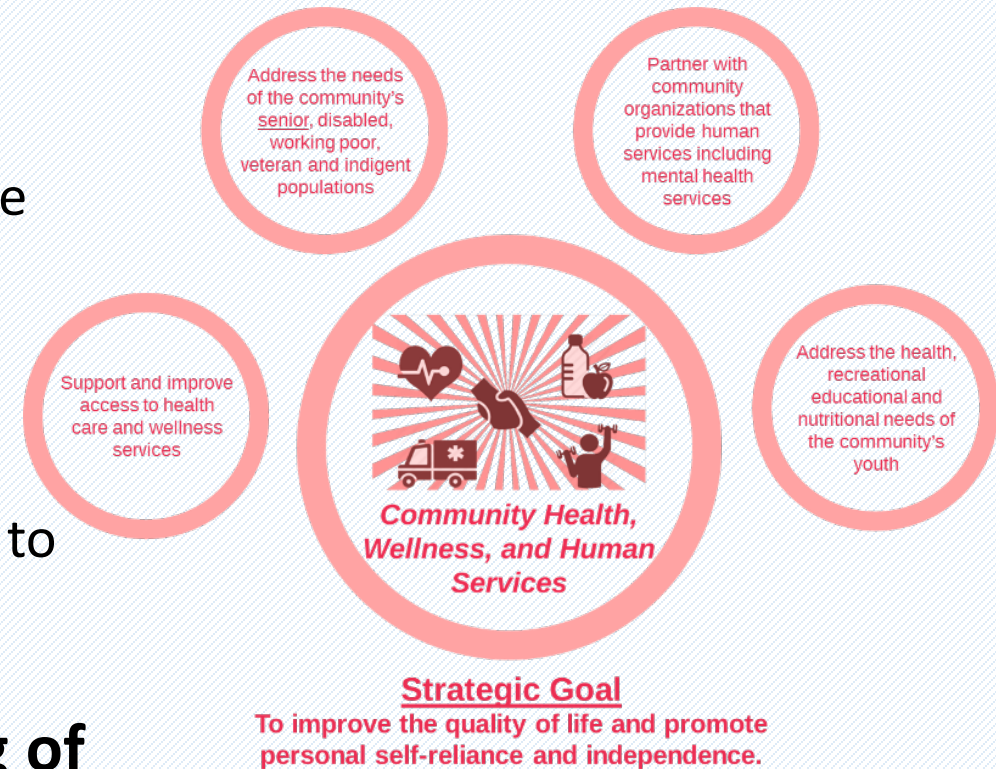 Address the needs
of the community's
senior, disabled,
working poor,
veteran and indigent
populations
Partner with
community
organizations that
provide human
services including
mental health
services
e
Support and improve
access to health
care and wellness
services
Address the health,
recreational
educational and
nutritional needs of
the community's
youth
to
Community Health,
Wellness, and Human
Services
Strategic Goal
To improve the quality of life and promote
personal self-reliance and independence.
of